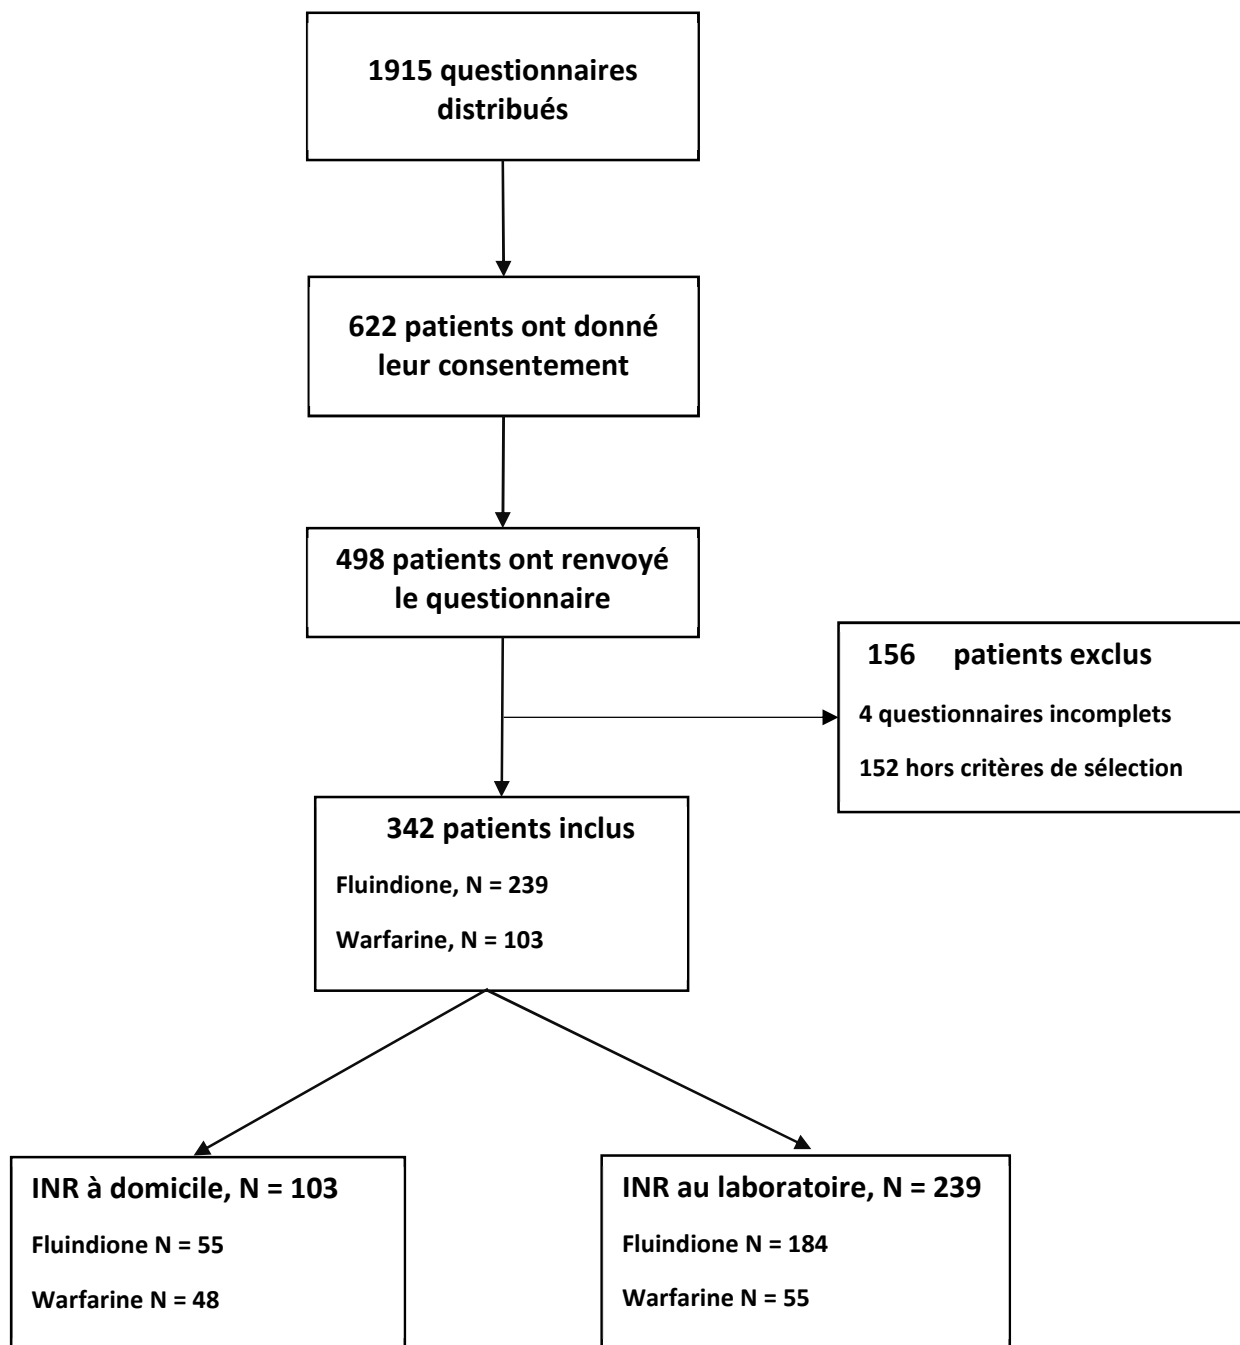 1915 questionnaires
distribués
622 patients ont donné
leur consentement
498 patients ont renvoyé
le questionnaire
156 patients exclus
4 questionnaires incomplets
152 hors critères de sélection
342 patients inclus
Fluindione, N = 239
Warfarine, N = 103
INR à domicile, N = 103
Fluindione N = 55
Warfarine N = 48
INR au laboratoire, N = 239
Fluindione N = 184
Warfarine N = 55